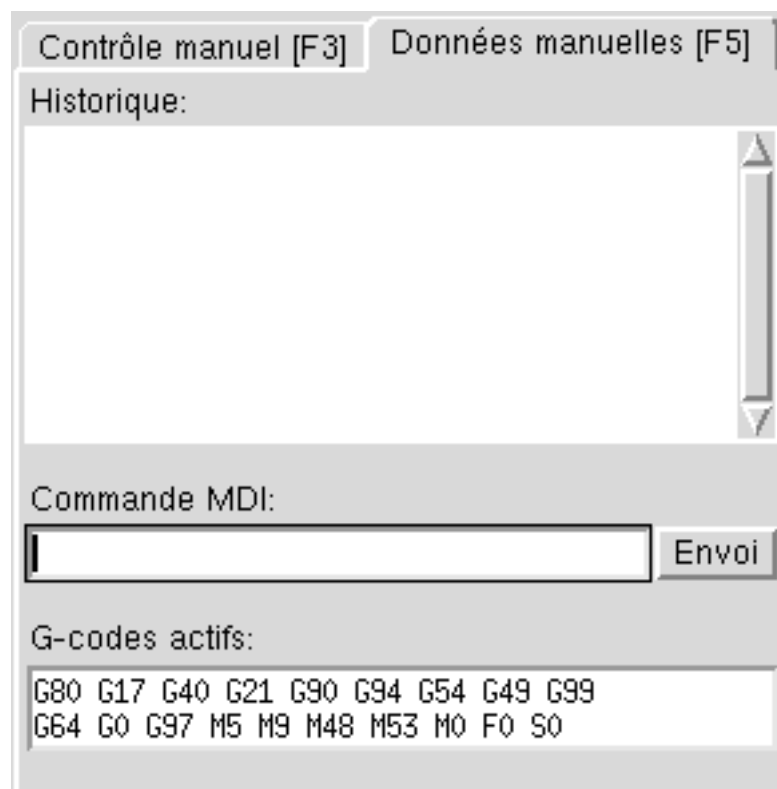 Contrôle manuel [F3] Données manuelles [F5]
Historique:
Commande MDI:
Envoi
G-codes actifs:
G80 G17 G40 G21 G90 G94 G54 G49 G99
G64 G0 G97 M5 M9 M48 M53 M0 F0 S0